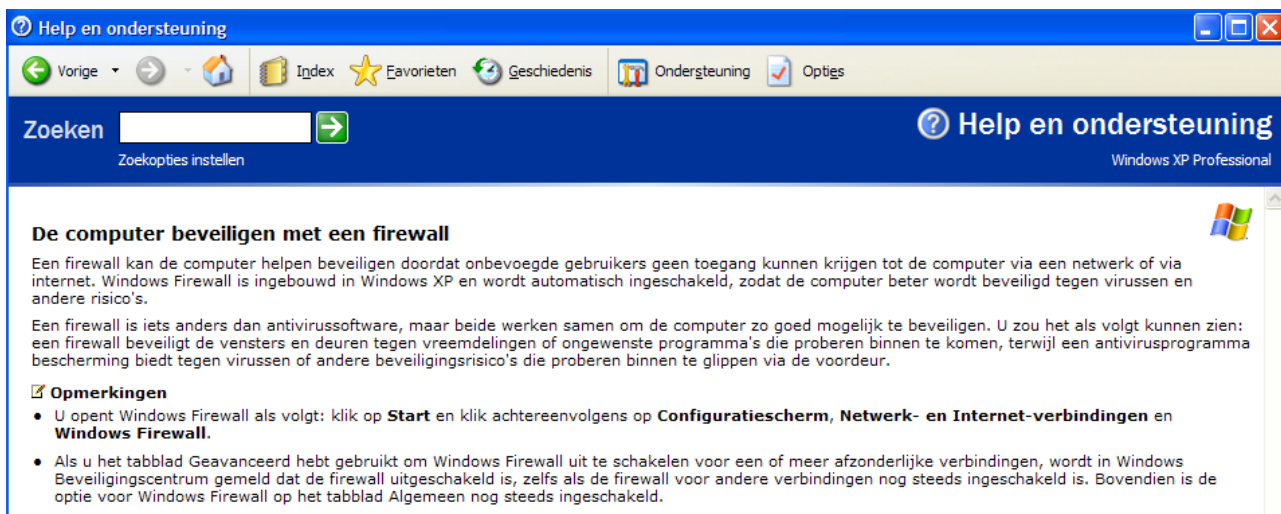 Help en ondersteuning
Vorige
Index
Favorieten
Geschiedenis
Ondersteuning
Opties
Zoeken
Zoekopties instellen
Help en ondersteuning
Windows XP Professional
De computer beveiligen met een firewall
Een firewall kan de computer helpen beveiligen doordat onbevoegde gebruikers geen toegang kunnen krijgen tot de computer via een netwerk of via
internet. Windows Firewall is ingebouwd in Windows XP en wordt automatisch ingeschakeld, zodat de computer beter wordt beveiligd tegen virussen en
andere risico's.
Een firewall is iets anders dan antivirussoftware, maar beide werken samen om de computer zo goed mogelijk te beveiligen. U zou het als volgt kunnen zien:
een firewall beveiligt de vensters en deuren tegen vreemdelingen of ongewenste programma's die proberen binnen te komen, terwijl een antivirusprogramma
bescherming biedt tegen virussen of andere beveiligingsrisico's die proberen binnen te glippen via de voordeur.
Opmerkingen
• U opent Windows Firewall als volgt: klik op Start en klik achtereenvolgens op Configuratiescherm, Netwerk- en Internet-verbindingen en
Windows Firewall.
• Als u het tabblad Geavanceerd hebt gebruikt om Windows Firewall uit te schakelen voor een of meer afzonderlijke verbindingen, wordt in Windows
Beveiligingscentrum gemeld dat de firewall uitgeschakeld is, zelfs als de firewall voor andere verbindingen nog steeds ingeschakeld is. Bovendien is de
optie voor Windows Firewall op het tabblad Algemeen nog steeds ingeschakeld.